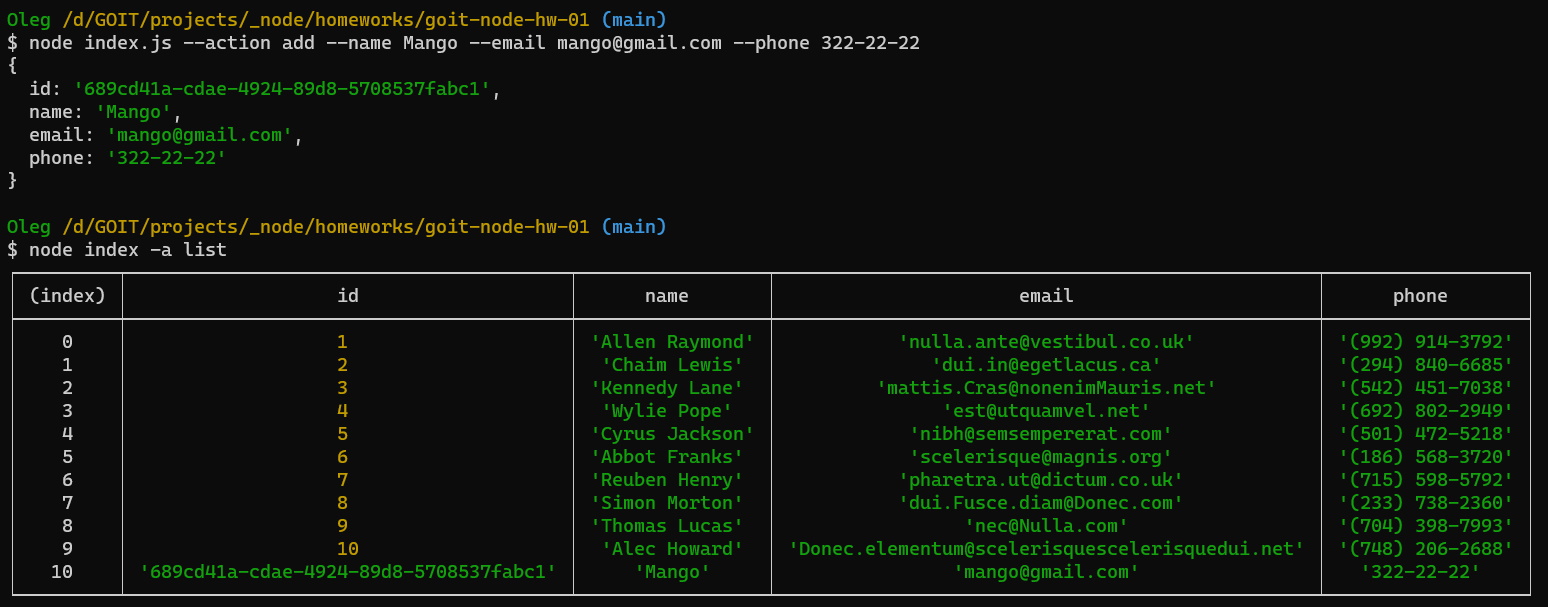 Oleg /d/GOIT/projects/_node/homeworks/goit-node-hw-01 (main)
$ node index.js --action add --name Mango --email mango@gmail.com --phone 322-22-22
{
  id: '689cd41a-cdae-4924-89d8-5708537fabc1',
  name: 'Mango',
  email: 'mango@gmail.com',
  phone: '322-22-22'
}
Oleg /d/GOIT/projects/_node/homeworks/goit-node-hw-01 (main)
$ node index -a list
(index) id name email phone
0 1 'Allen Raymond' 'nulla.ante@vestibul.co.uk' '(992) 914-3792'
1 2 'Chaim Lewis' 'dui.in@egetlacus.ca' '(294) 840-6685'
2 3 'Kennedy Lane' 'mattis.Cras@nonenimMauris.net' '(542) 451-7038'
3 4 'Wylie Pope' 'est@utquamvel.net' '(692) 802-2949'
4 5 'Cyrus Jackson' 'nibh@semsempererat.com' '(501) 472-5218'
5 6 'Abbot Franks' 'scelerisque@magnis.org' '(186) 568-3720'
6 7 'Reuben Henry' 'pharetra.ut@dictum.co.uk' '(715) 598-5792'
7 8 'Simon Morton' 'dui.Fusce.diam@Donec.com' '(233) 738-2360'
8 9 'Thomas Lucas' 'nec@Nulla.com' '(704) 398-7993'
9 10 'Alec Howard' 'Donec.elementum@scelerisquescelerisquedui.net' '(748) 206-2688'
10 '689cd41a-cdae-4924-89d8-5708537fabc1' 'Mango' 'mango@gmail.com' '322-22-22'